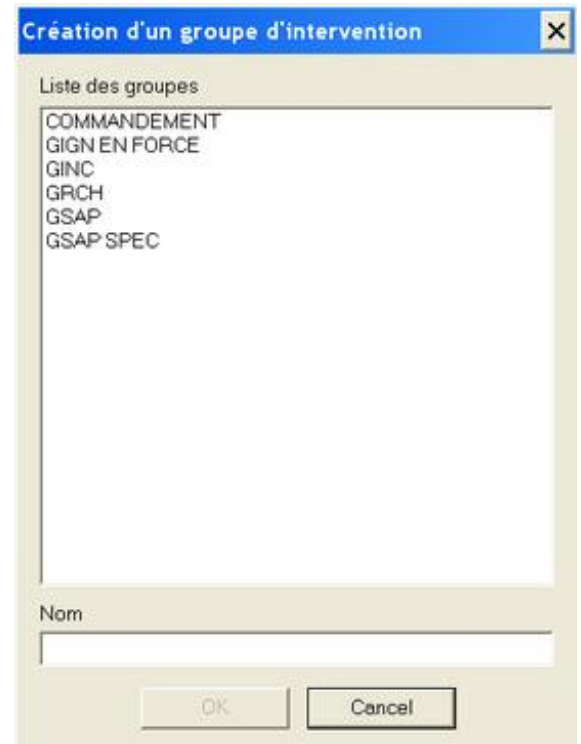 Création d'un groupe d'intervention
Liste des groupes
COMMANDEMENT
GIGN EN FORCE
GINC
GRCH
GSAP
GSAP SPEC
Nom
OK
Cancel